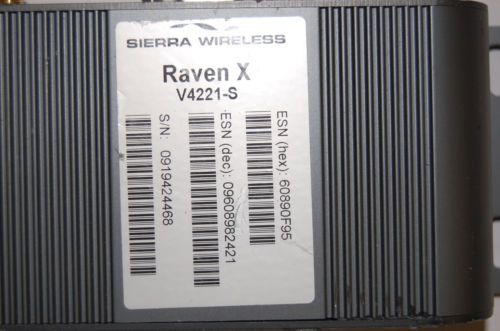 SIERRA WIRELESS
Raven X
V4221-S
ESN (hex): 60890F95
ESN (dec): 09608982421
S/N: 0919424468